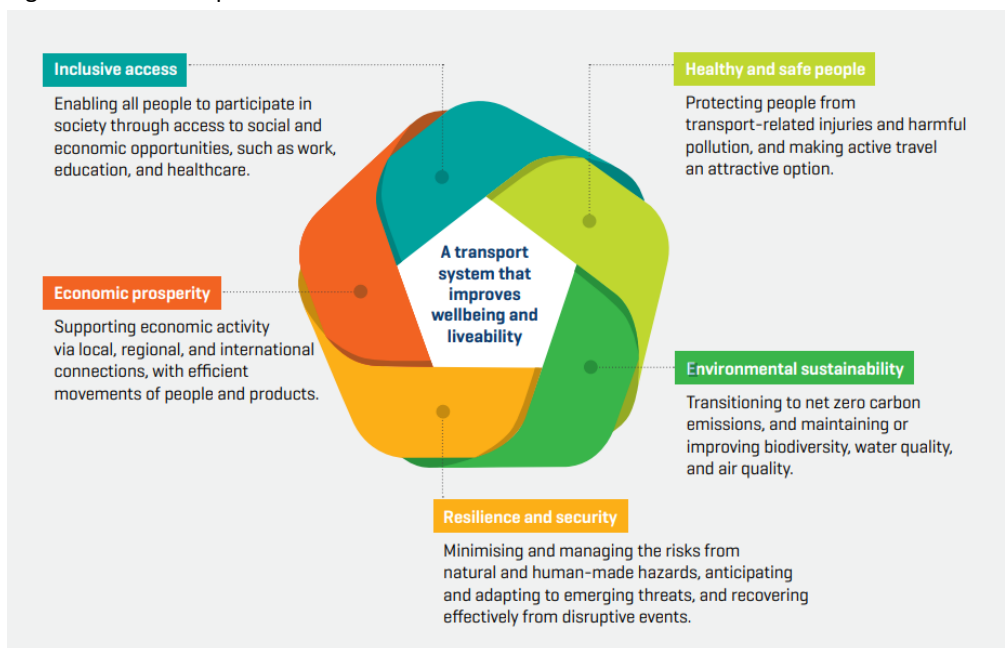 Inclusive access
Enabling all people to participate in
society through access to social and
economic opportunities, such as work,
education, and healthcare.
Healthy and safe people
Protecting people from
transport-related injuries and harmful
pollution, and making active travel
an attractive option.
A transport
system that
improves
wellbeing and
liveability
Economic prosperity
Supporting economic activity
via local, regional, and international
connections, with efficient
movements of people and products.
Environmental sustainability
Transitioning to net zero carbon
emissions, and maintaining or
improving biodiversity, water quality,
and air quality.
Resilience and security
Minimising and managing the risks from
natural and human-made hazards, anticipating
and adapting to emerging threats, and recovering
effectively from disruptive events.